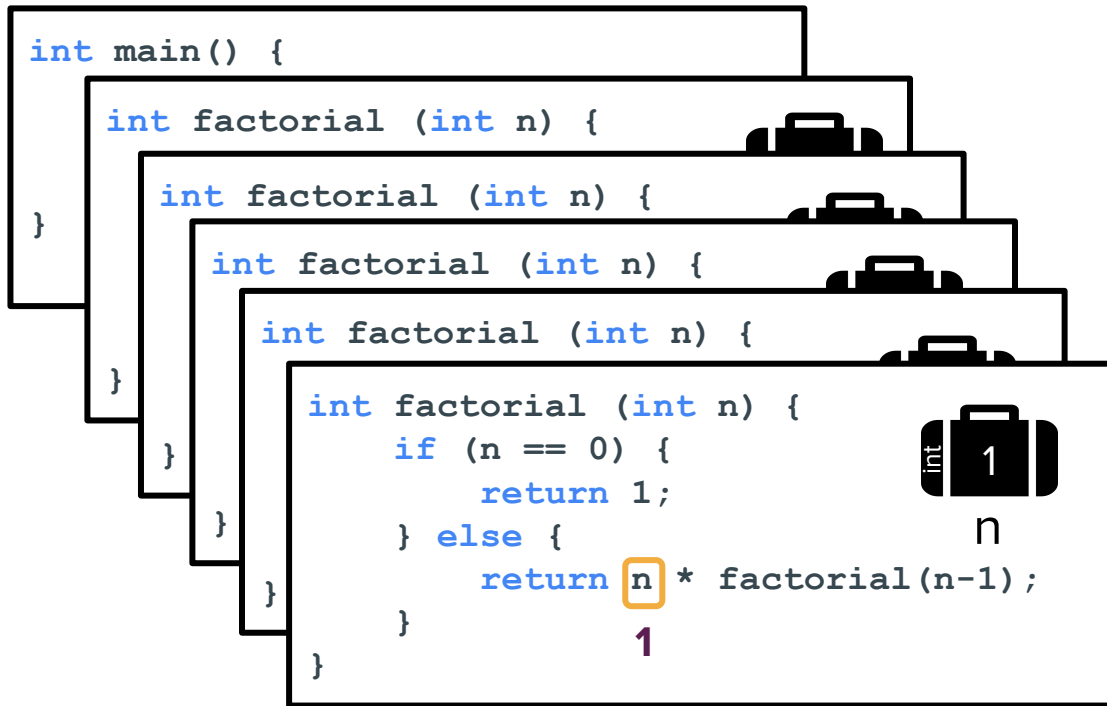 int main() {
int factorial (int n) {
int factorial (int n) {
}
int factorial (int n) {
int factorial (int n) {
}
int factorial (int n) {
if (n == 0) {
}
return 1;
}
} else {
return n * factorial(n-1);
}
}
}
int
1
n
1